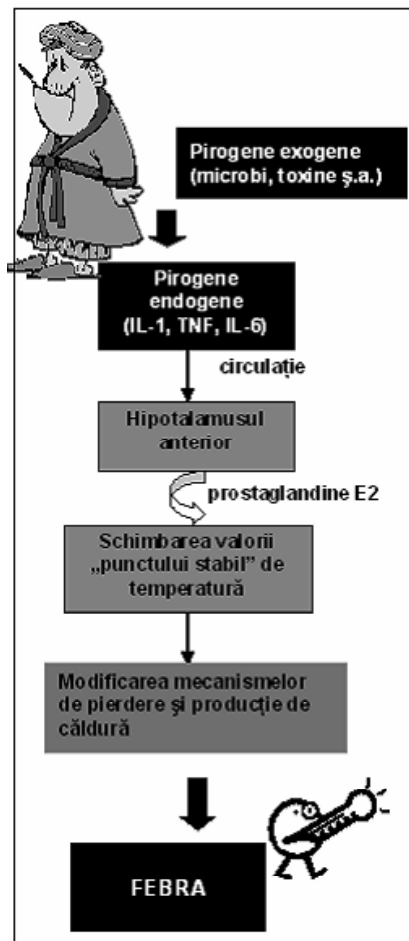 Pirogene exogene
(microbi, toxine ş.a.)
Pirogene
endogene
(IL-1, TNF, IL-6)
circulaţie
Hipotalamusul
anterior
prostaglandine E2
Schimbarea valorii
„punctului stabil” de
temperatură
Modificarea mecanismelor
de pierdere şi producţie de
căldură
FEBRA